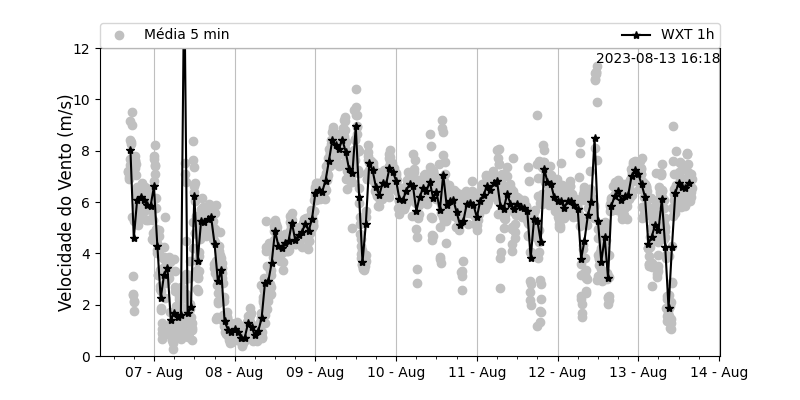 Média 5 min
WXT 1h
2023-08-13 16:18
Velocidade do Vento (m/s)
12
10
8
6
4
2
0
07 - Aug
08 - Aug
09 - Aug
10 - Aug
11 - Aug
12 - Aug
13 - Aug
14 - Aug